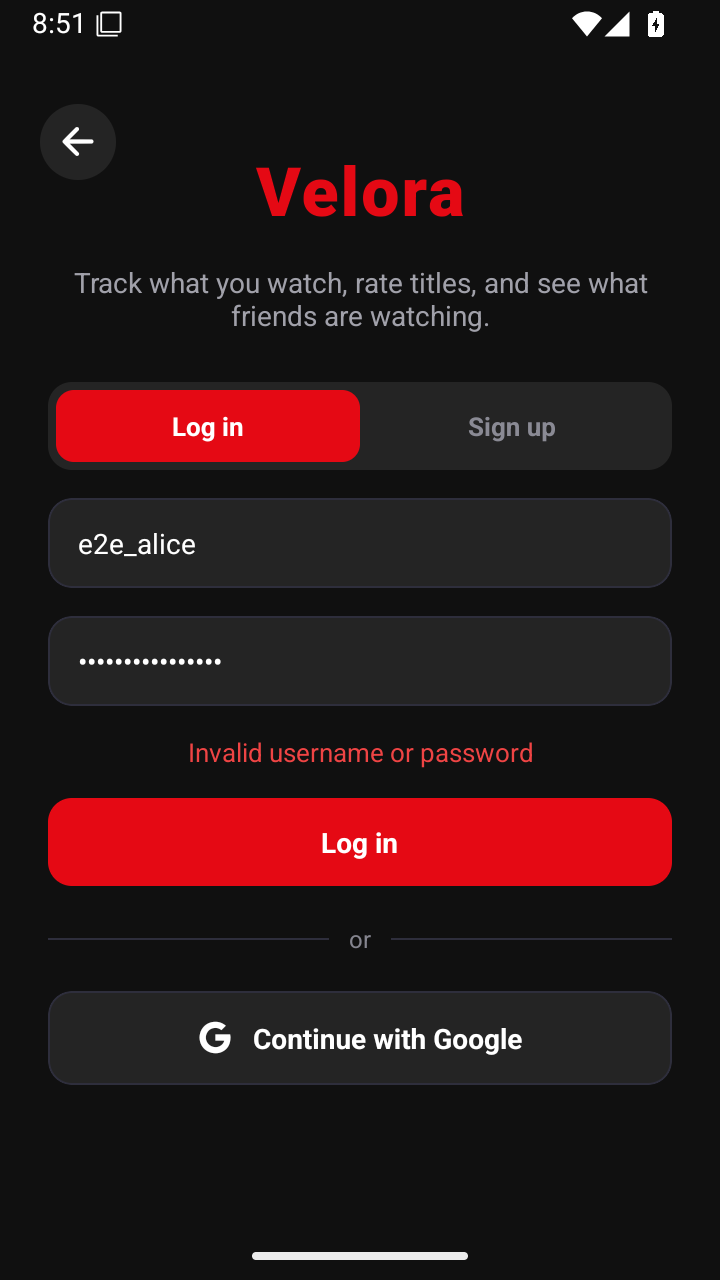 8:51
Velora
Track what you watch, rate titles, and see what
friends are watching.
Log in
Sign up
e2e_alice
••••••••••••••••
Invalid username or password
Log in
or
Continue with Google